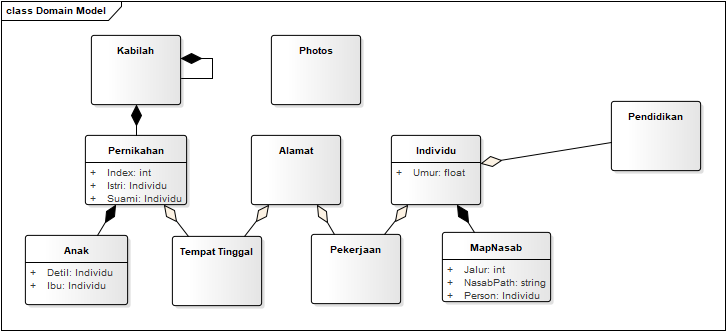 class Domain Model
Kabilah
Photos
Pendidikan
Pernikahan
+ Index: int
+ Istri: Individu
+ Suami: Individu
Alamat
Individu
+ Umur: float
Anak
+ Detil: Individu
+ Ibu: Individu
Tempat Tinggal
Pekerjaan
MapNasab
+ Jalur: int
+ NasabPath: string
+ Person: Individu